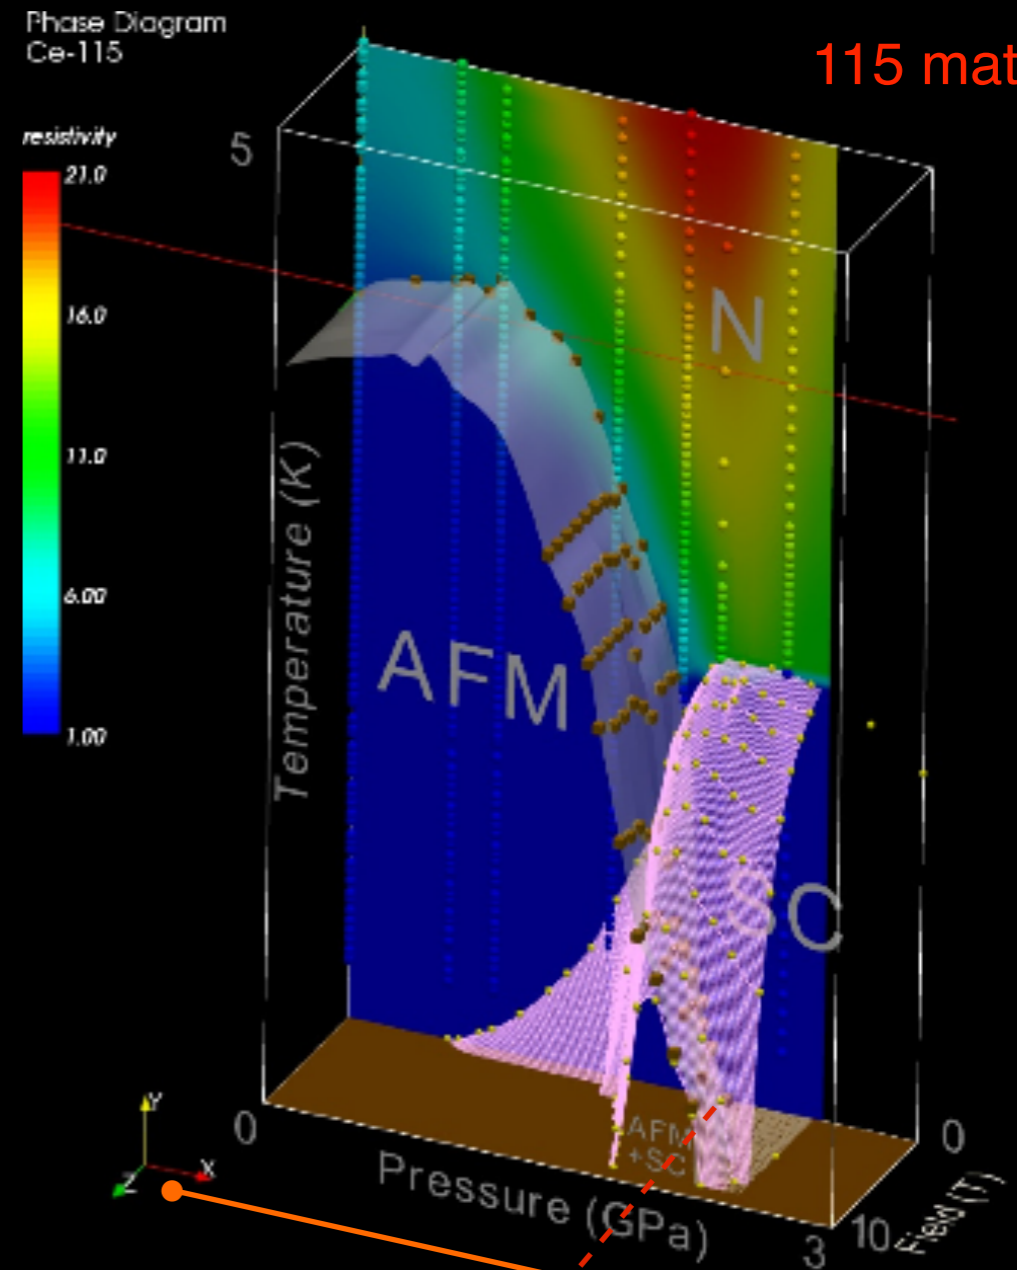 Phase Diagram
Ce-115
115 mat
resistivity
21.0
16.0
11.0
6.00
1.00
5
N
Temperature (K)
AFM
SC
AFM
+SC
0
Pressure (GPa)
3
10
Field (T)
0
Y
X
Z